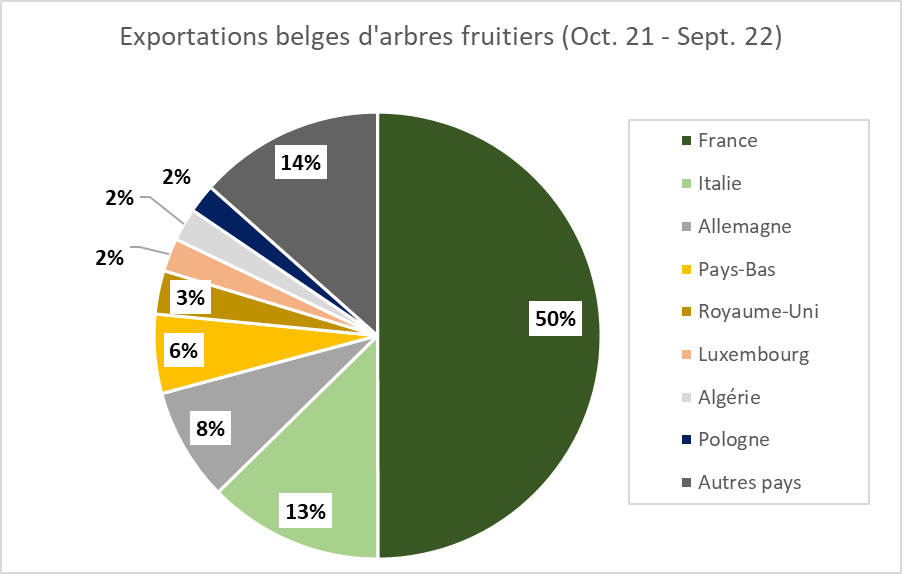 Exportations belges d'arbres fruitiers (Oct. 21 - Sept. 22)
14%
2%
2%
2%
3%
6%
8%
13%
50%
France
Italie
Allemagne
Pays-Bas
Royaume-Uni
Luxembourg
Algérie
Pologne
Autres pays